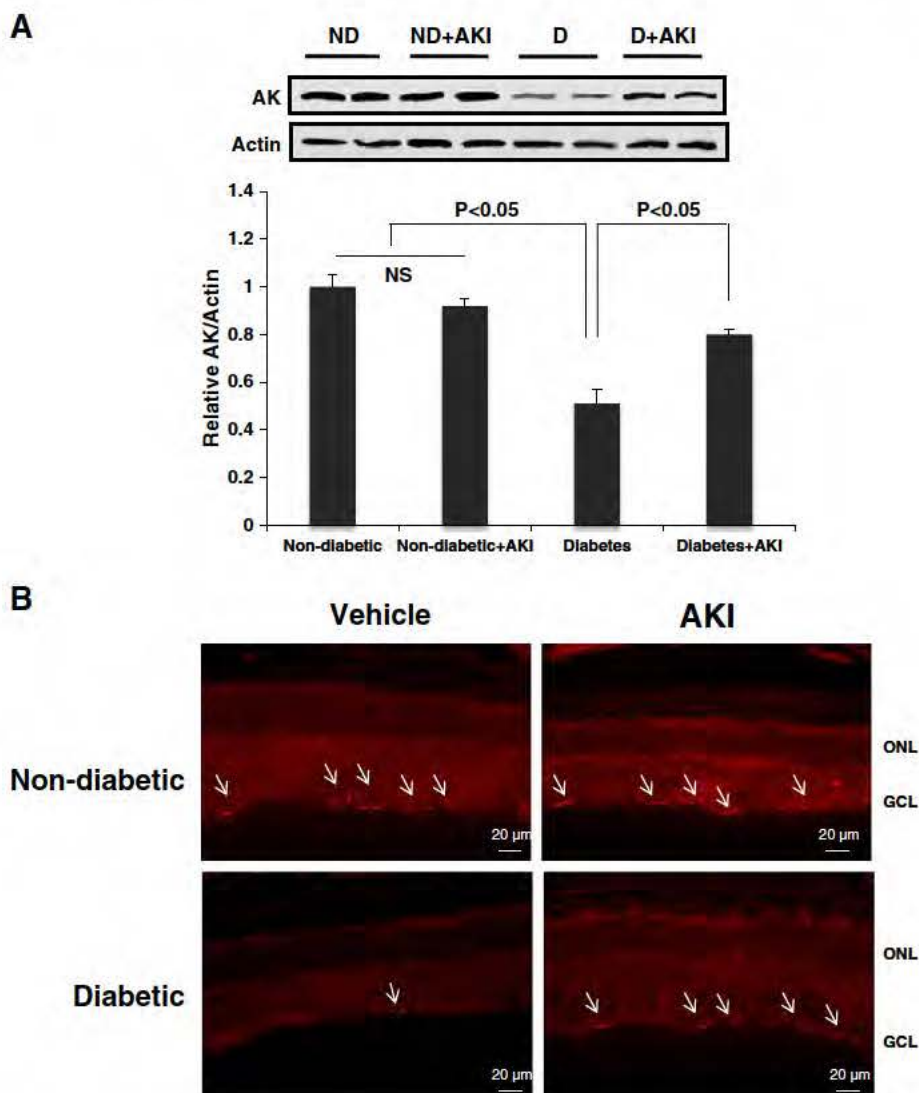 A
ND ND+AKI D D+AKI
AK
Actin
1.4
1.2
1
0.8
0.6
0.4
0.2
0
Relative AK/Actin
P<0.05 P<0.05
NS
Non-diabetic Non-diabetic+AKI Diabetes Diabetes+AKI
B
Vehicle AKI
Non-diabetic
ONL
GCL
20 µm 20 µm
Diabetic
ONL
GCL
20 µm 20 µm